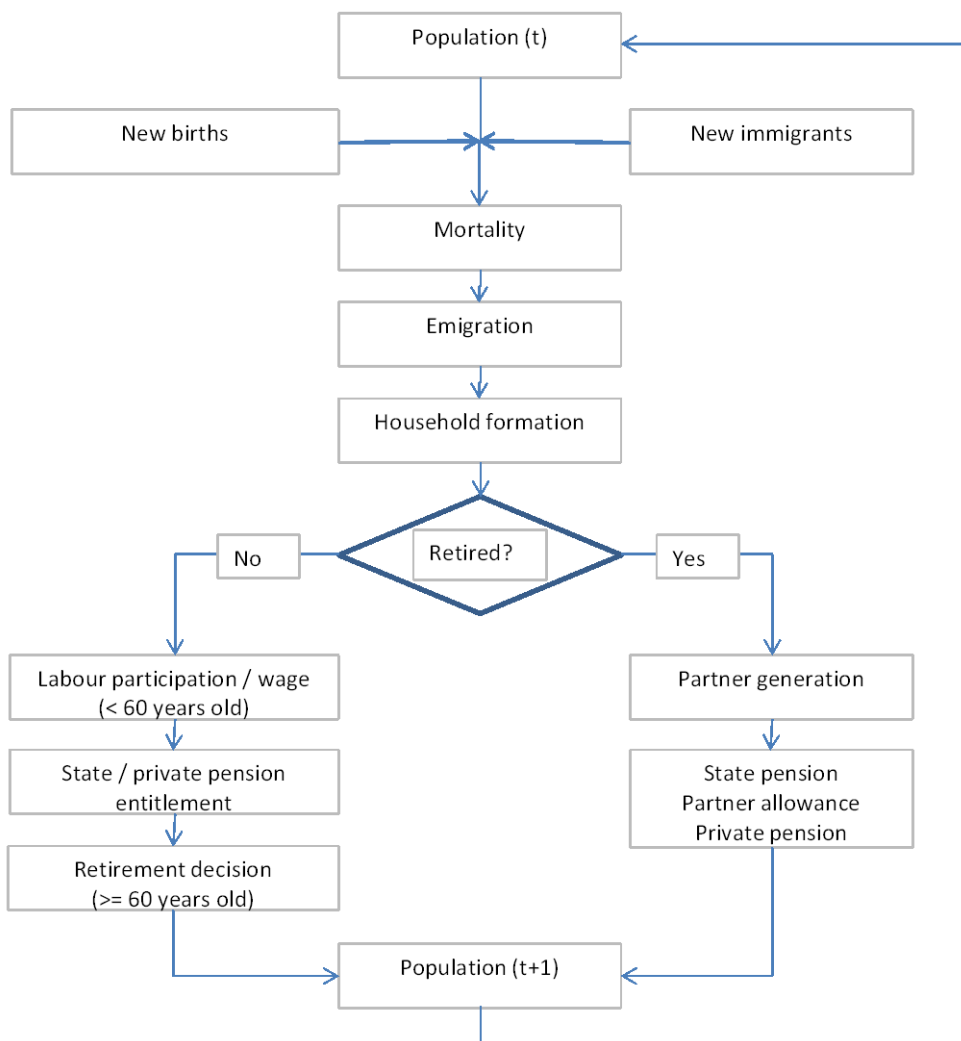 Population (t)
New births
New immigrants
Mortality
Emigration
Household formation
Retired?
No
Yes
Labour participation / wage
(< 60 years old)
Partner generation
State / private pension
entitlement
State pension
Partner allowance
Private pension
Retirement decision
(>= 60 years old)
Population (t+1)